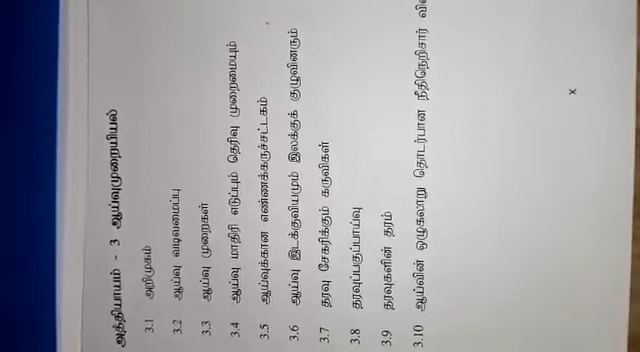 அத்தியாயம் - 3 ஆய்வுமுறையியல்
3.1 அறிமுகம்
3.2 ஆய்வு வடிவமைப்பு
3.3 ஆய்வு முறைகள்
3.4 ஆய்வு மாதிரி எடுப்பும் தெரிவு முறைமையும்
3.5 ஆய்வுக்கான எண்ணக்கருச்சட்டகம்
3.6 ஆய்வு இடக்குவியமும் இலக்குக் குழுவினரும்
3.7 தரவு சேகரிக்கும் கருவிகள்
3.8 தரவுப்பகுப்பாய்வு
3.9 தரவுகளின் தரம்
3.10 ஆய்வின் ஒழுகலாறு தொடர்பான நீதிநெறிசார்
x